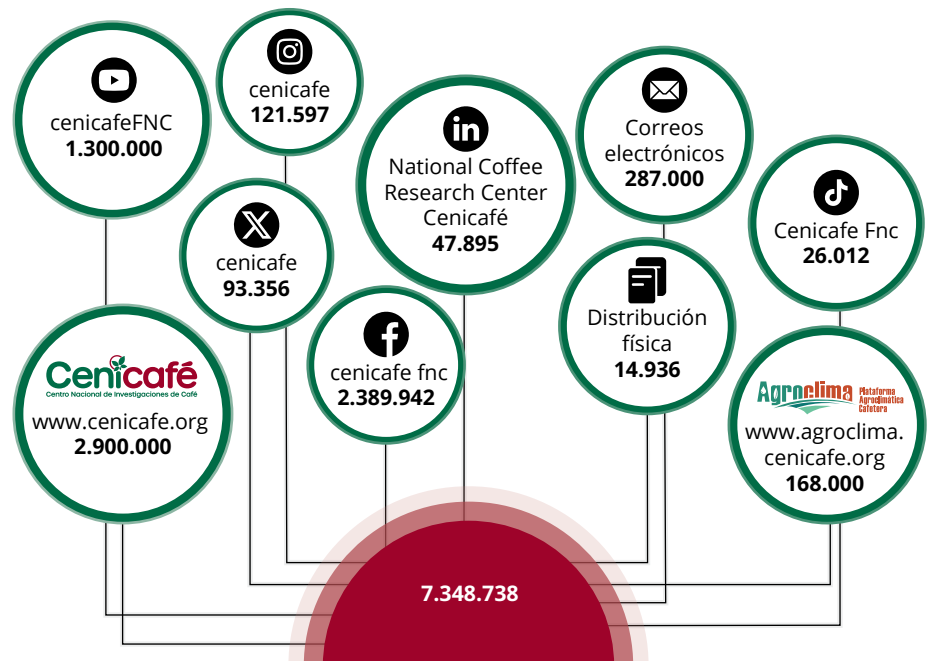 cenicafeFNC
1.300.000
cenicafe
121.597
in
National Coffee
Research Center
Cenicafé
47.895
Correos
electrónicos
287.000
Cenicafe Fnc
26.012
cenicafe
93.356
cenicafe fnc
2.389.942
Distribución
física
14.936
Cenicafé
Centro Nacional de Investigaciones de Café
www.cenicafe.org
2.900.000
Agroclima Plataforma
Agroclimática
Cafetera
www.agroclima.
cenicafe.org
168.000
7.348.738